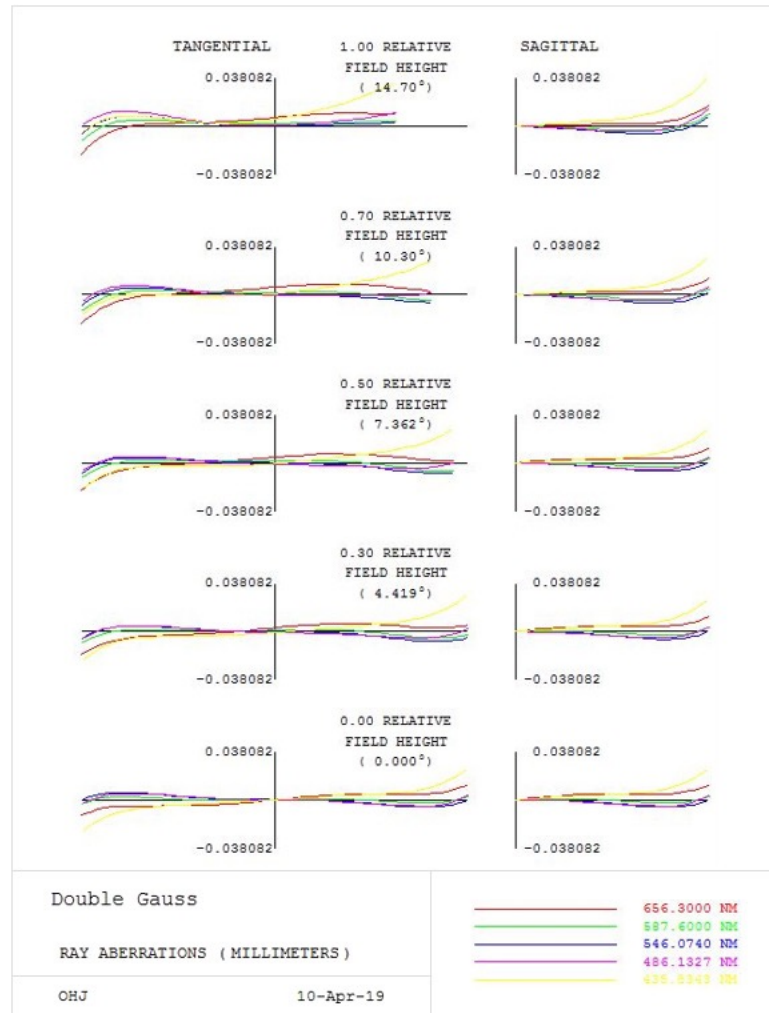 TANGENTIAL
1.00 RELATIVE
SAGITTAL
FIELD HEIGHT
0.038082
( 14.70°)
0.038082
-0.038082
-0.038082
0.70 RELATIVE
FIELD HEIGHT
0.038082
( 10.30°)
0.038082
-0.038082
-0.038082
0.50 RELATIVE
FIELD HEIGHT
0.038082
( 7.362°)
0.038082
-0.038082
-0.038082
0.30 RELATIVE
FIELD HEIGHT
0.038082
( 4.419°)
0.038082
-0.038082
-0.038082
0.00 RELATIVE
FIELD HEIGHT
0.038082
( 0.000°)
0.038082
-0.038082
-0.038082
Double Gauss
RAY ABERRATIONS (MILLIMETERS)
OHJ
10-Apr-19
656.3000 NM
587.6000 NM
546.0740 NM
486.1327 NM
NM